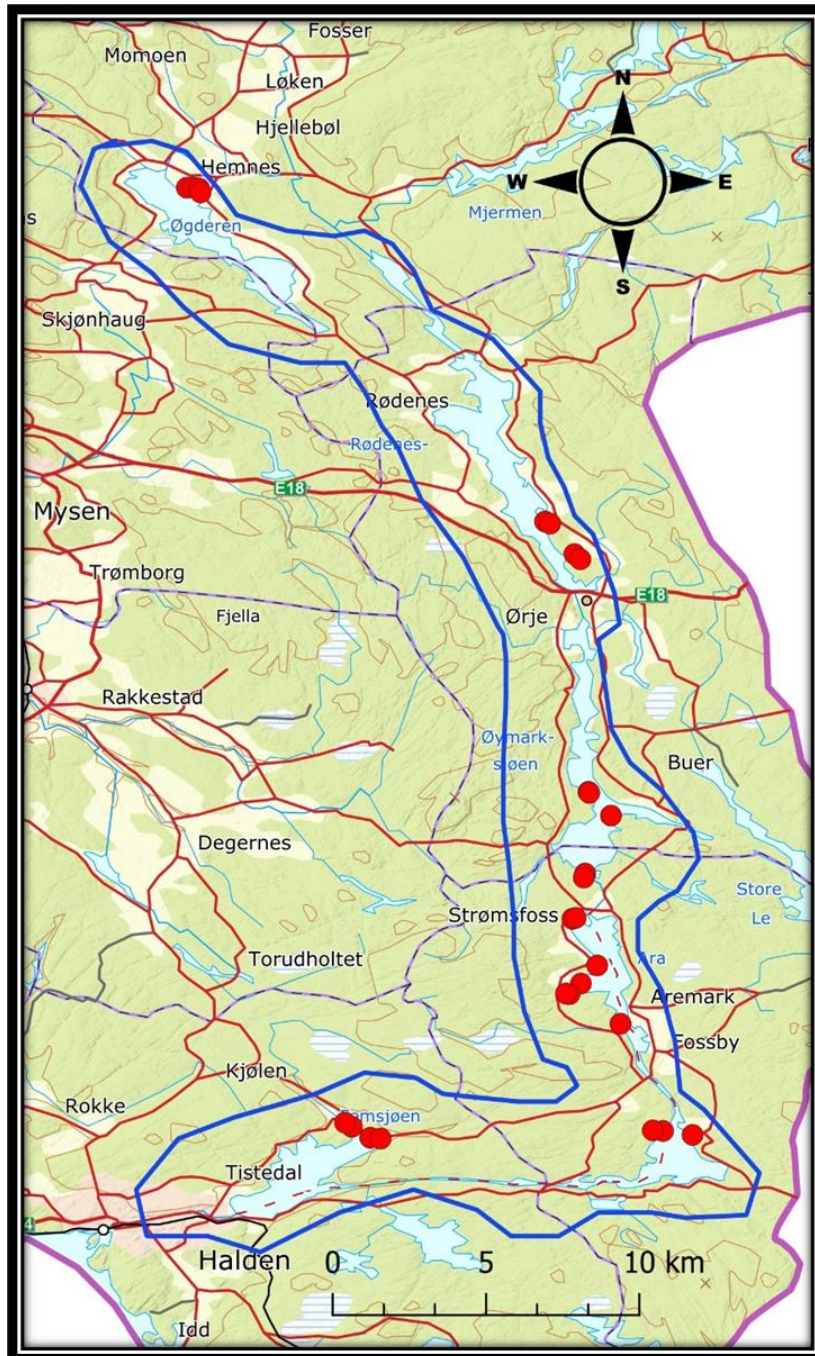 Fosser
Momoen
Løken
Hjellebøl
N
Hemnes
W
E
Mjermen
Øgderen
S
Skjønhaug
Rødenes
Rødenes-
E18
Mysen
Trømborg
E18
Fjella
Ørje
Rakkestad
Øymark-
sjøen
Buer
Degernes
Store
Le
Strømsfoss
Torudholtet
Ara
Aremark
Fossby
Kjølen
Rokke
Femsjøen
Tistedal
Halden
0
5
10 km
Idd